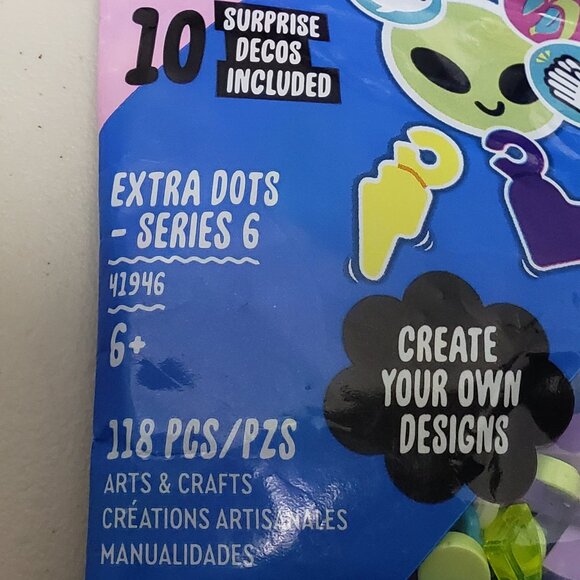 10 SURPRISE
DECOS
INCLUDED
EXTRA DOTS
- SERIES 6
41946
6+
CREATE
YOUR OWN
DESIGNS
118 PCS/PZS
ARTS & CRAFTS
CRÉATIONS ARTISANALES
MANUALIDADES